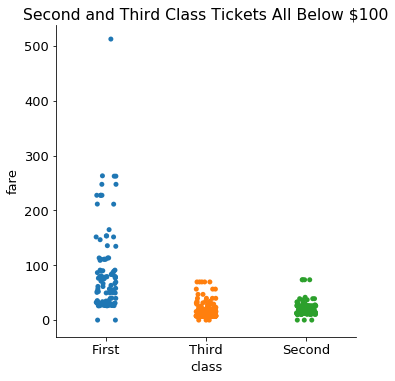 Second and Third Class Tickets All Below $100
500
400
300
200
100
0
fare
First Third Second
class